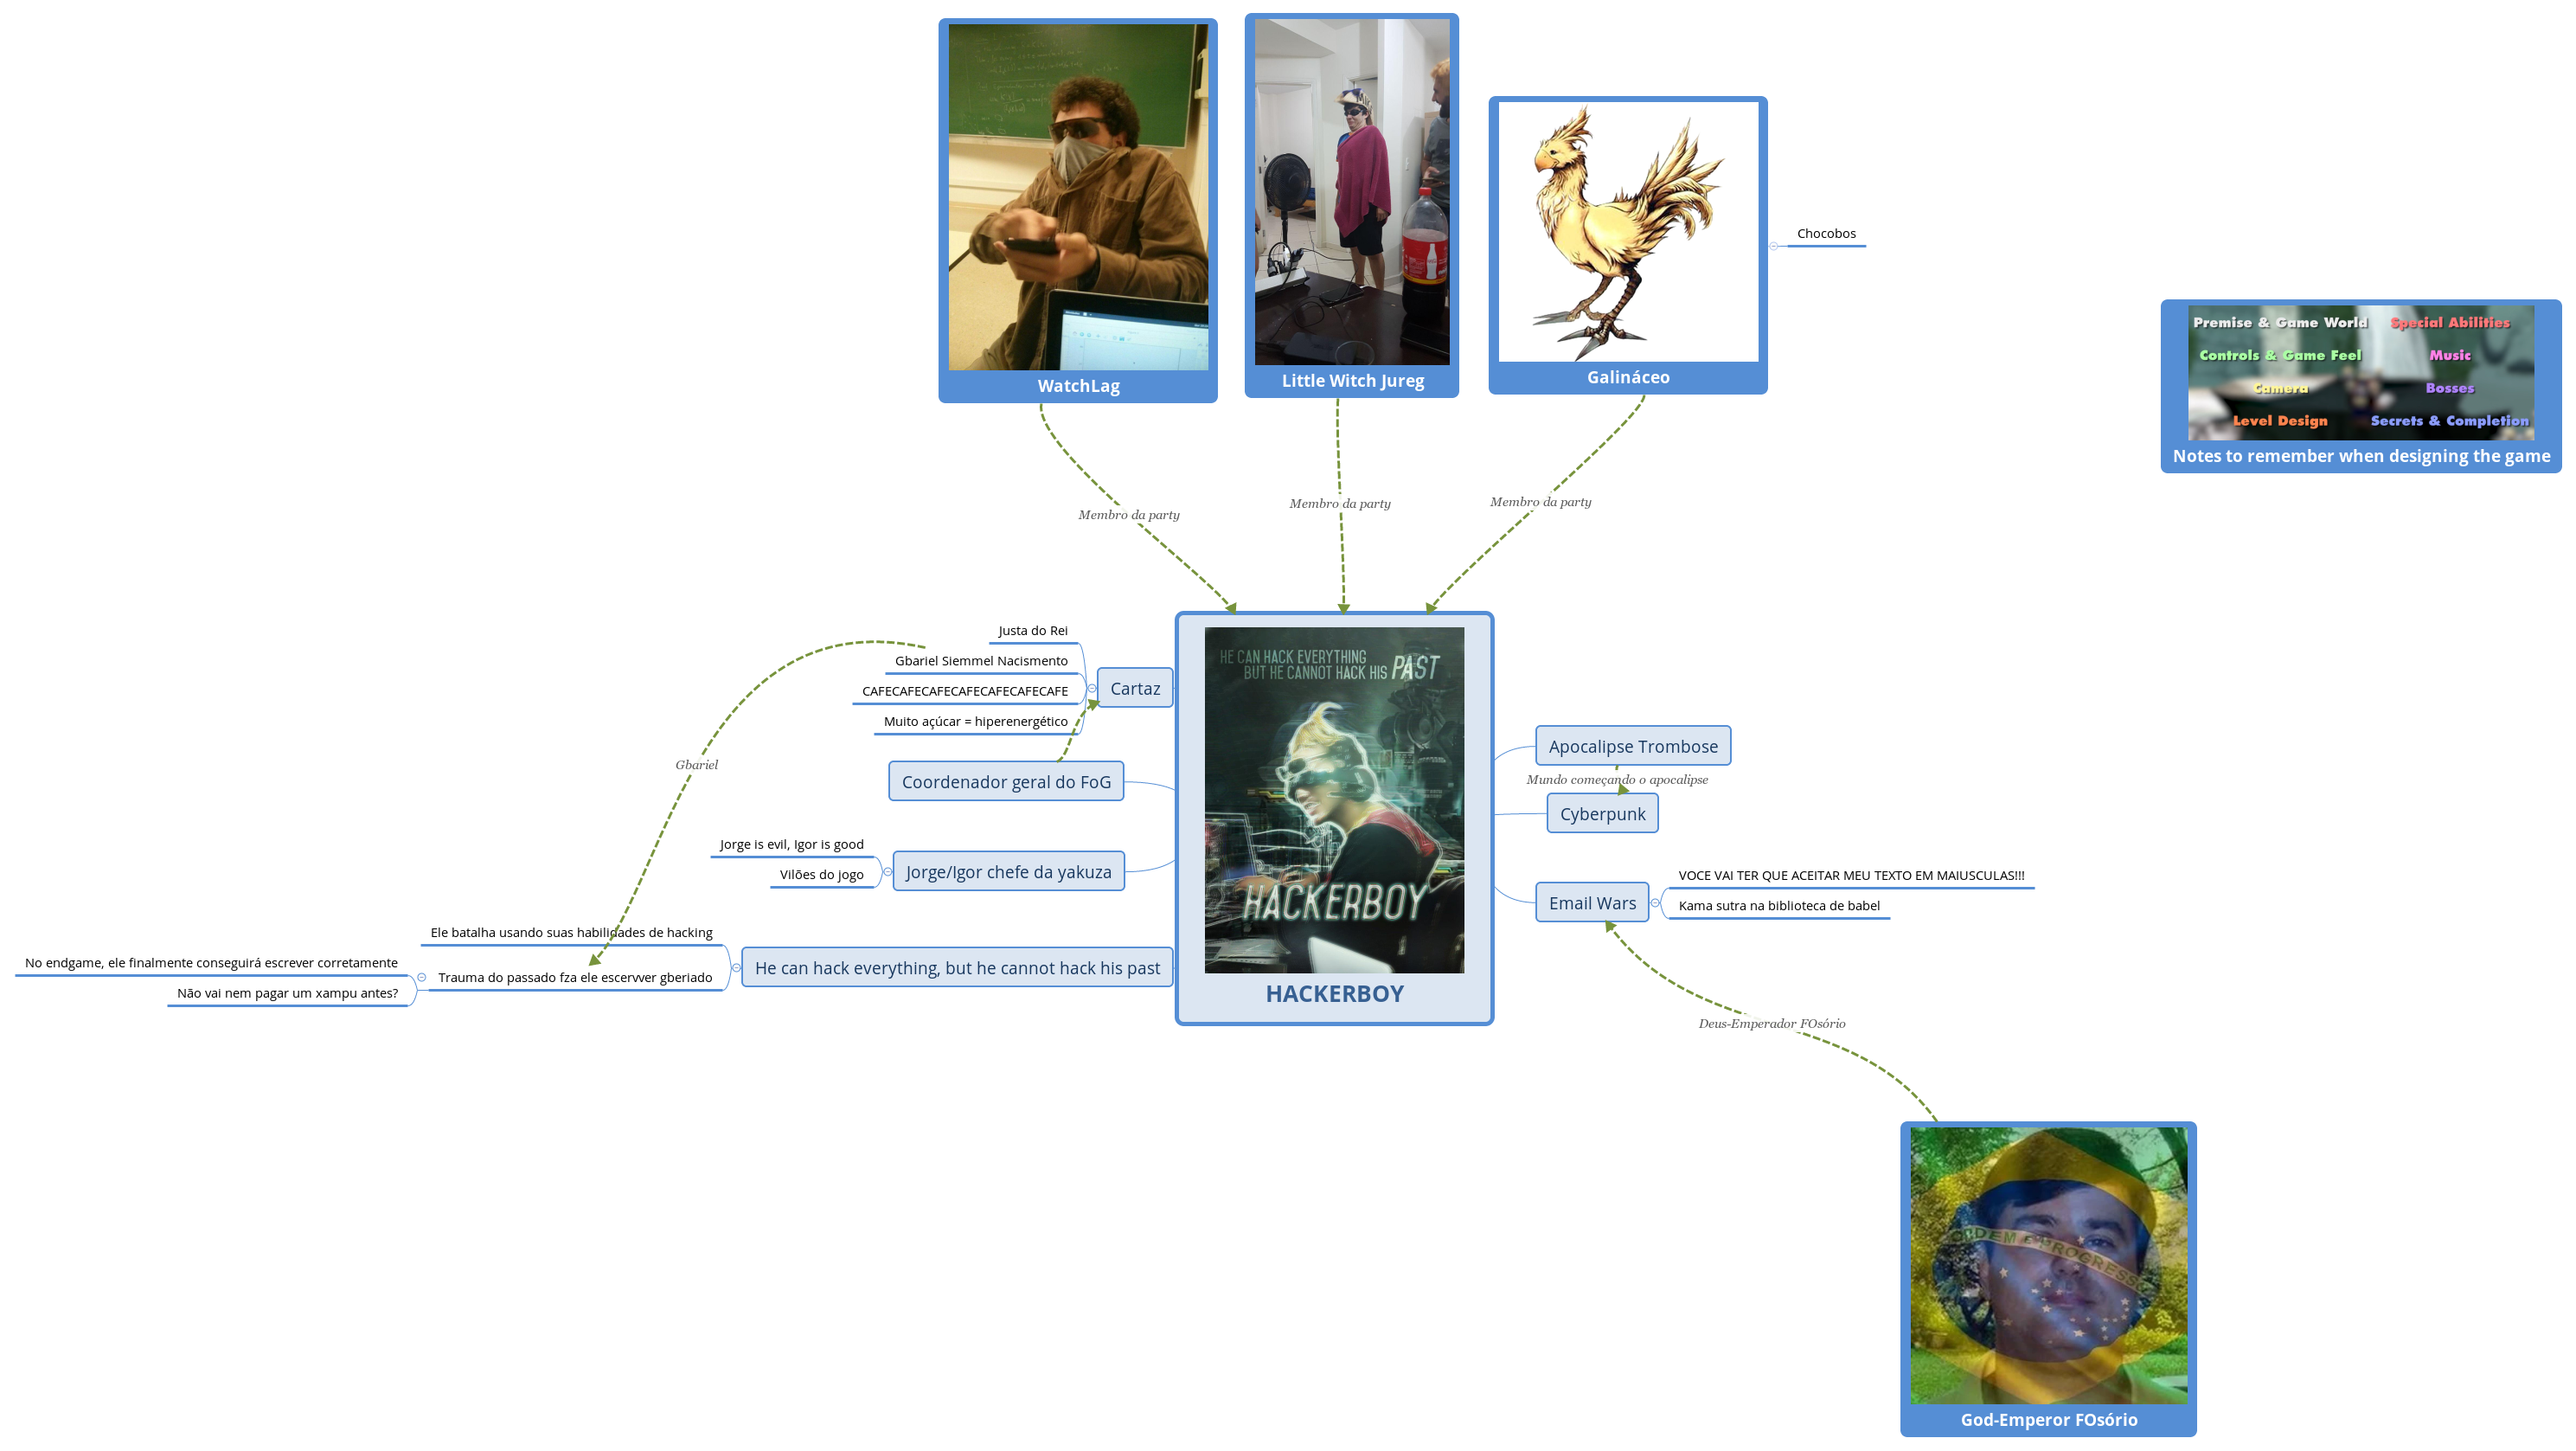 WatchLag
Little Witch Jureg
Galináceo
Chocobos
Premise & Game World
Special Abilities
Controls & Game Feel
Music
Camera
Bosses
Level Design
Secrets & Completion
Notes to remember when designing the game
Membro da party
Membro da party
Membro da party
Justa do Rei
Gbariel Siemmel Nacismento
CAFECAFECAFECAFECAFECAFECAFE
Muito açúcar = hiperenergético
Cartaz
Gbariel
Coordenador geral do FoG
Jorge is evil, Igor is good
Vilões do jogo
Jorge/Igor chefe da yakuza
Ele batalha usando suas habilidades de hacking
No endgame, ele finalmente conseguirá escrever corretamente
Não vai nem pagar um xampu antes?
Trauma do passado fza ele escervver gberiado
He can hack everything, but he cannot hack his past
HE CAN HACK EVERYTHING
BUT HE CANNOT HACK HIS PAST
HACKERBOY
HACKERBOY
Apocalipse Trombose
Mundo começando o apocalipse
Cyberpunk
Email Wars
VOCE VAI TER QUE ACEITAR MEU TEXTO EM MAIUSCULAS!!!
Kama sutra na biblioteca de babel
Deus-Emperador FOsório
ORDEM E PROGRESSO
God-Emperor FOsório